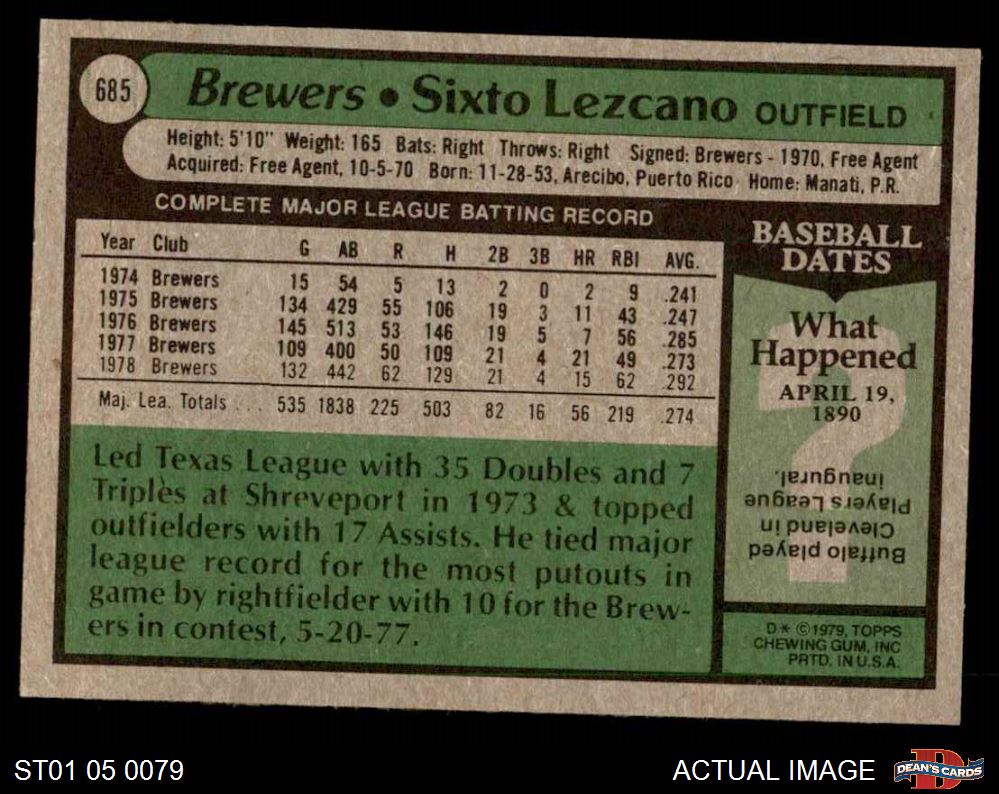 685
Brewers • Sixto Lezcano OUTFIELD
Height: 5'10" Weight: 165 Bats: Right Throws: Right Signed: Brewers - 1970, Free Agent
Acquired: Free Agent, 10-5-70 Born: 11-28-53, Arecibo, Puerto Rico Home: Manati, P.R.
COMPLETE MAJOR LEAGUE BATTING RECORD
Year Club G AB R H 2B 3B HR RBI AVG.
1974 Brewers 15 54 5 13 2 0 2 9 .241
1975 Brewers 134 429 55 106 19 3 11 43 .247
1976 Brewers 145 513 53 146 19 5 7 56 .285
1977 Brewers 109 400 50 109 21 4 21 49 .273
1978 Brewers 132 442 62 129 21 4 15 62 .292
Maj. Lea. Totals ... 535 1838 225 503 82 16 56 219 .274
Led Texas League with 35 Doubles and 7
Triples at Shreveport in 1973 & topped
outfielders with 17 Assists. He tied major
league record for the most putouts in
game by rightfielder with 10 for the Brew-
ers in contest, 5-20-77.
BASEBALL
DATES
What
Happened
APRIL 19,
1890
?
Buffalo played
Cleveland in
Players League
inaugural.
D* ©1979, TOPPS
CHEWING GUM, INC
PRTD. IN U.S.A.
ST01 05 0079
ACTUAL IMAGE
DEAN'S CARDS